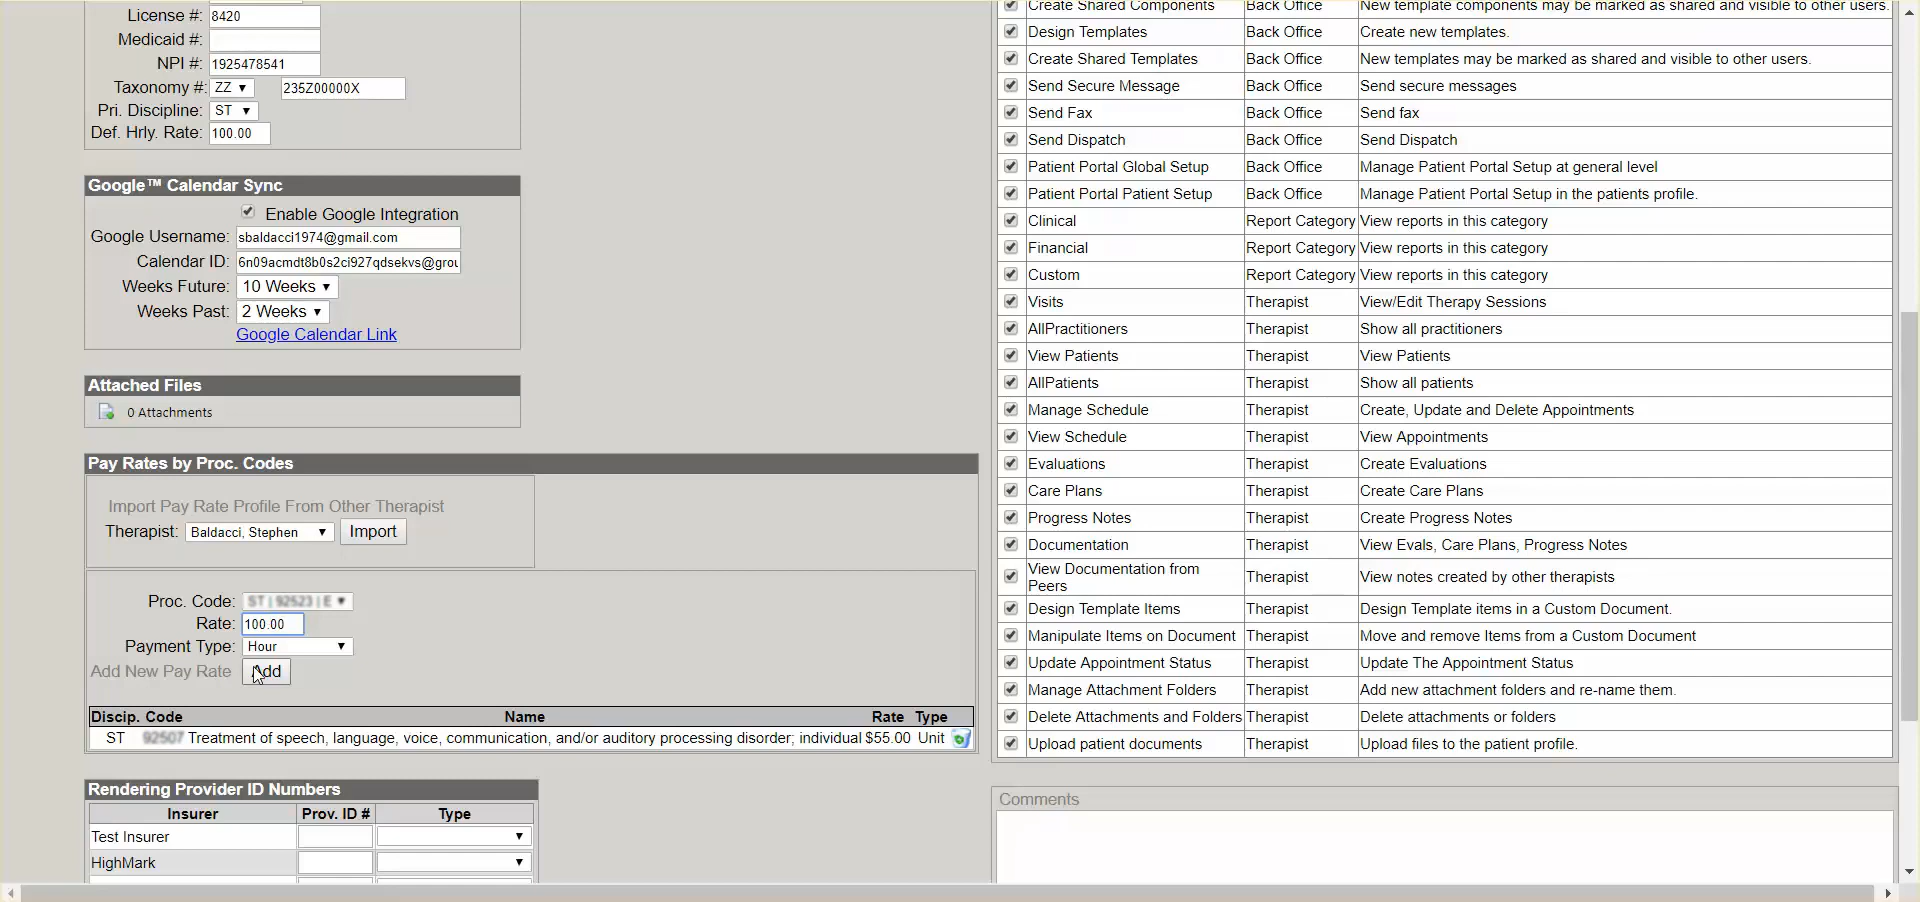 License #: 8420
Medicaid #:
NPI #: 1925478541
Taxonomy #: ZZ 235Z00000X
Pri. Discipline: ST
Def. Hrly. Rate: 100.00
Google™ Calendar Sync
Enable Google Integration
Google Username: sbaldacci1974@gmail.com
Calendar ID: 6n09acmdt8b0s2ci927qdsekvs@grou
Weeks Future: 10 Weeks
Weeks Past: 2 Weeks
Google Calendar Link
Attached Files
0 Attachments
Pay Rates by Proc. Codes
Import Pay Rate Profile From Other Therapist
Therapist: Baldacci, Stephen Import
Proc. Code: ST | 92523 | E
Rate: 100.00
Payment Type: Hour
Add New Pay Rate Add
Discip. Code Name Rate Type
ST 92507 Treatment of speech, language, voice, communication, and/or auditory processing disorder; individual $55.00 Unit
Rendering Provider ID Numbers
Insurer Prov. ID # Type
Test Insurer
HighMark
Create Shared Components Back Office New template components may be marked as shared and visible to other users.
Design Templates Back Office Create new templates.
Create Shared Templates Back Office New templates may be marked as shared and visible to other users.
Send Secure Message Back Office Send secure messages
Send Fax Back Office Send fax
Send Dispatch Back Office Send Dispatch
Patient Portal Global Setup Back Office Manage Patient Portal Setup at general level
Patient Portal Patient Setup Back Office Manage Patient Portal Setup in the patients profile.
Clinical Report Category View reports in this category
Financial Report Category View reports in this category
Custom Report Category View reports in this category
Visits Therapist View/Edit Therapy Sessions
AllPractitioners Therapist Show all practitioners
View Patients Therapist View Patients
AllPatients Therapist Show all patients
Manage Schedule Therapist Create, Update and Delete Appointments
View Schedule Therapist View Appointments
Evaluations Therapist Create Evaluations
Care Plans Therapist Create Care Plans
Progress Notes Therapist Create Progress Notes
Documentation Therapist View Evals, Care Plans, Progress Notes
View Documentation from
Peers Therapist View notes created by other therapists
Design Template Items Therapist Design Template items in a Custom Document.
Manipulate Items on Document Therapist Move and remove Items from a Custom Document
Update Appointment Status Therapist Update The Appointment Status
Manage Attachment Folders Therapist Add new attachment folders and re-name them.
Delete Attachments and Folders Therapist Delete attachments or folders
Upload patient documents Therapist Upload files to the patient profile.
Comments